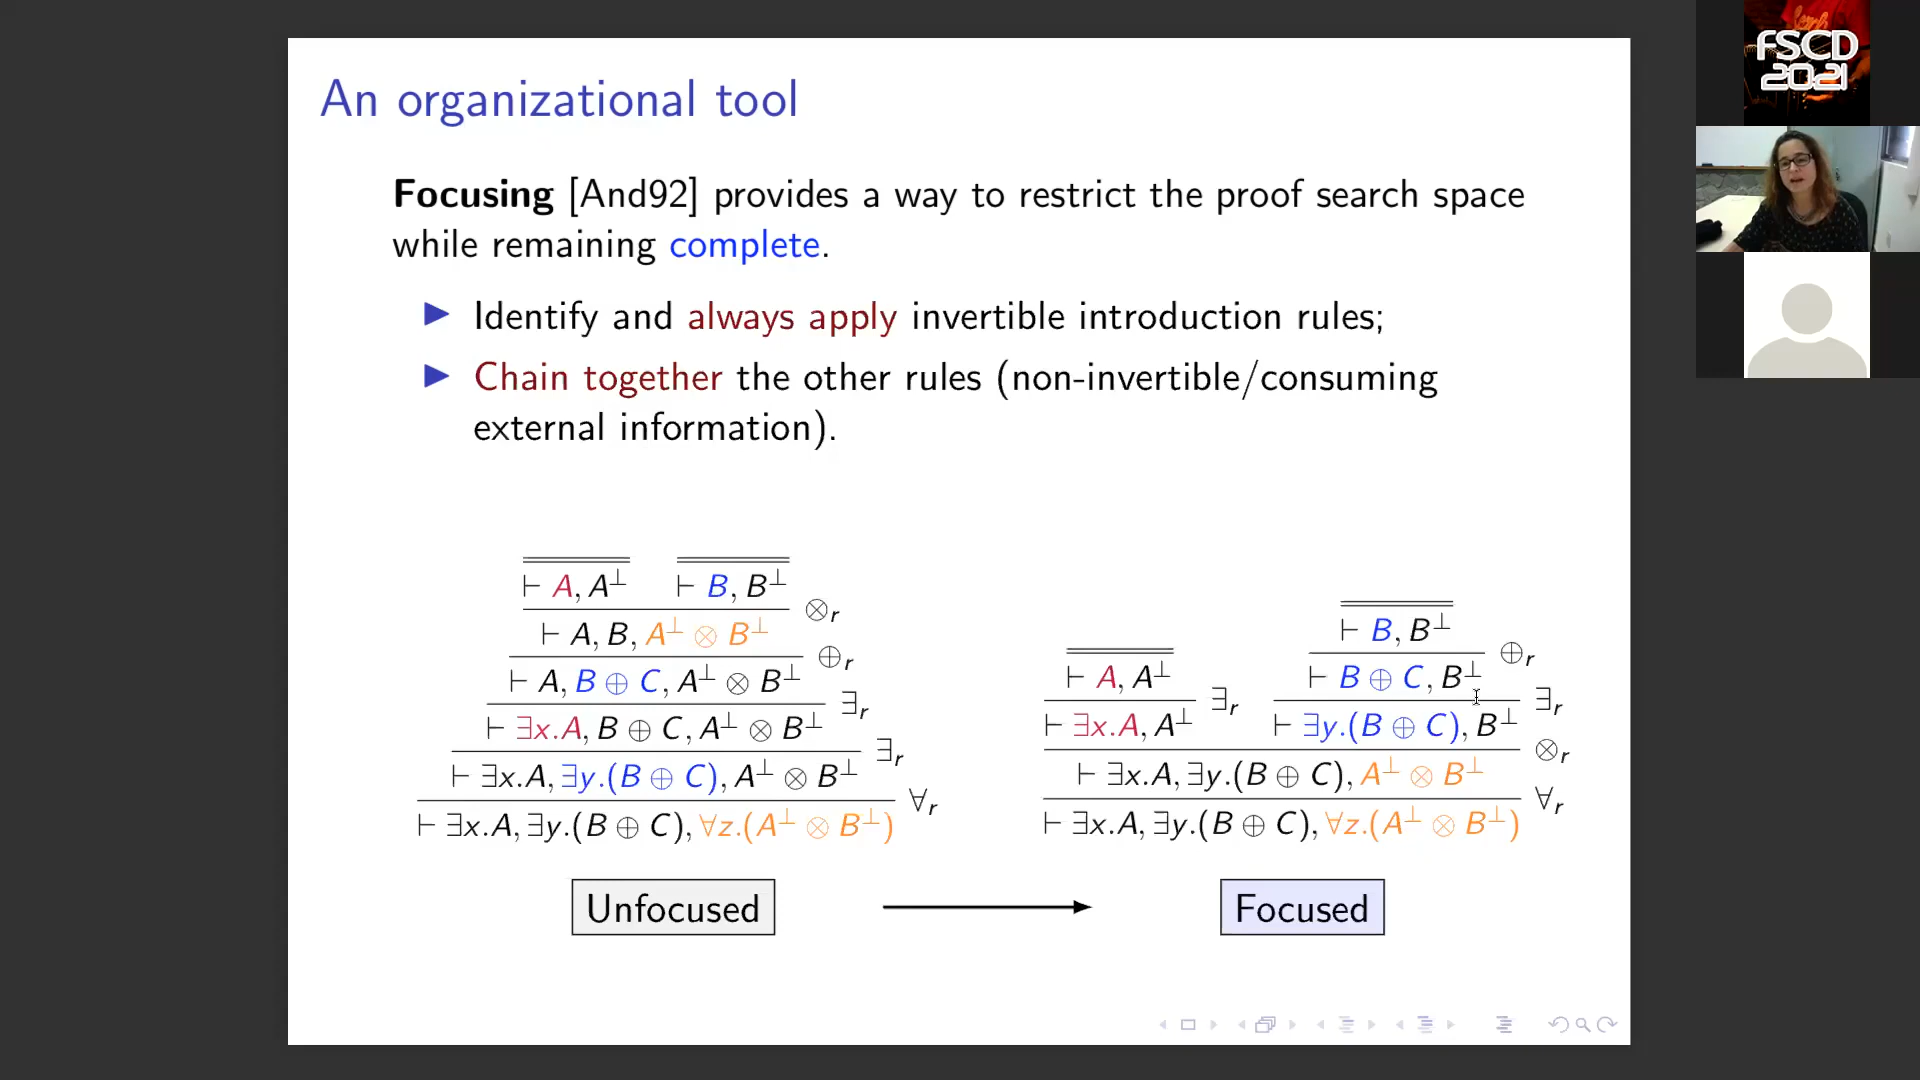 An organizational tool
Focusing [And92] provides a way to restrict the proof search space
while remaining complete.
▶ Identify and always apply invertible introduction rules;
▶ Chain together the other rules (non-invertible/consuming
external information).
⊢ A, A⊥ ⊢ B, B⊥
⊗r
⊢ A, B, A⊥ ⊗ B⊥
⊕r
⊢ A, B ⊕ C, A⊥ ⊗ B⊥
∃r
⊢ ∃x.A, B ⊕ C, A⊥ ⊗ B⊥
∃r
⊢ ∃x.A, ∃y.(B ⊕ C), A⊥ ⊗ B⊥
∀r
⊢ ∃x.A, ∃y.(B ⊕ C), ∀z.(A⊥ ⊗ B⊥)
Unfocused
⊢ B, B⊥
⊕r
⊢ A, A⊥ ⊢ B ⊕ C, B⊥
∃r ∃r
⊢ ∃x.A, A⊥ ⊢ ∃y.(B ⊕ C), B⊥
⊗r
⊢ ∃x.A, ∃y.(B ⊕ C), A⊥ ⊗ B⊥
∀r
⊢ ∃x.A, ∃y.(B ⊕ C), ∀z.(A⊥ ⊗ B⊥)
Focused
FSCD
2021